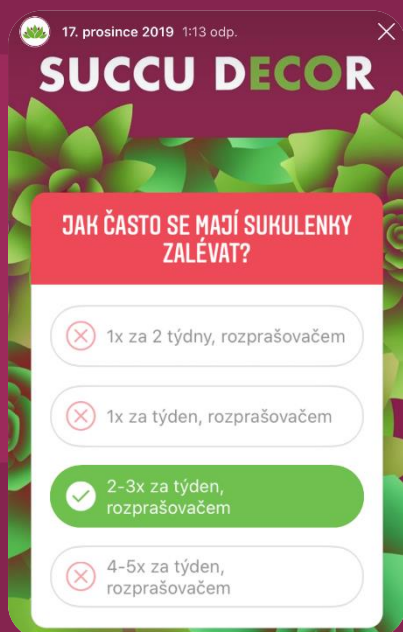 17. prosince 2019 1:13 odp.
SUCCU DECOR
JAK ČASTO SE MAJÍ SUKULENKY
ZALÉVAT?
1x za 2 týdny, rozprašovačem
1x za týden, rozprašovačem
2-3x za týden,
rozprašovačem
4-5x za týden,
rozprašovačem